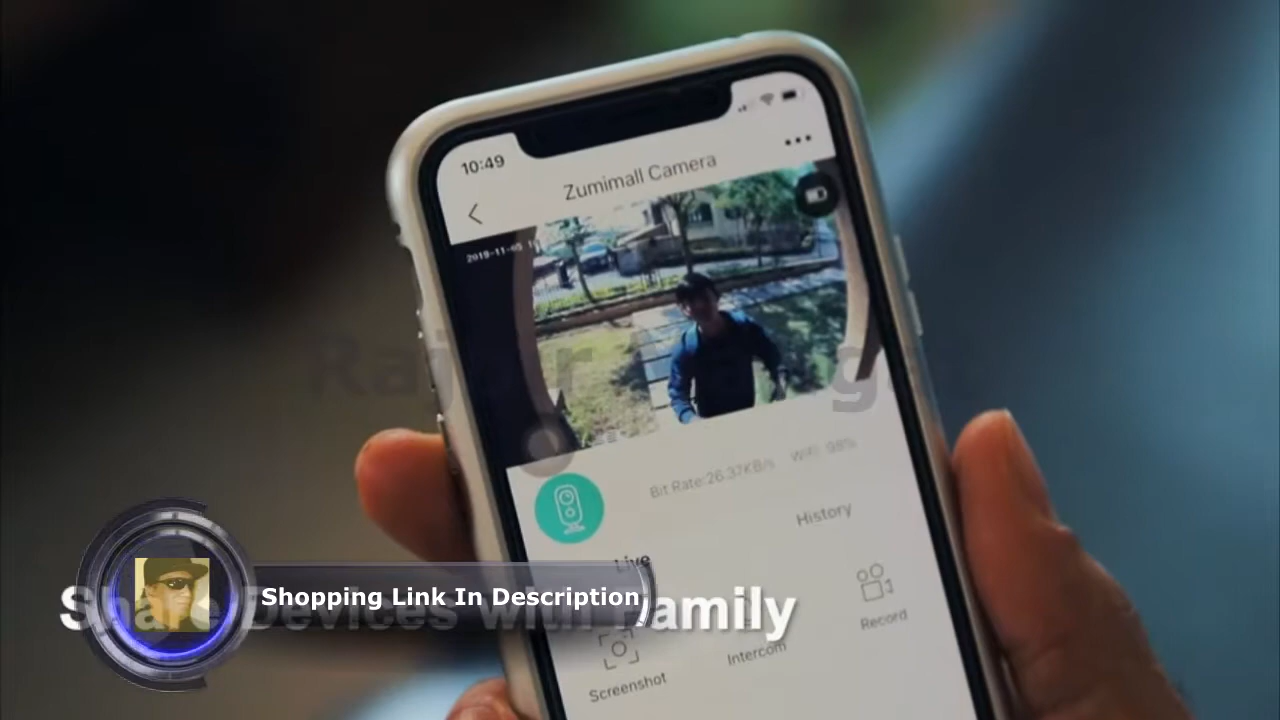 10:49
Zumimall Camera
2019-11-05
Bit Rate:26.37KB/s WiFi: 98%
History
Live
Shopping Link In Description
Share Devices with Family
Record
Intercom
Screenshot